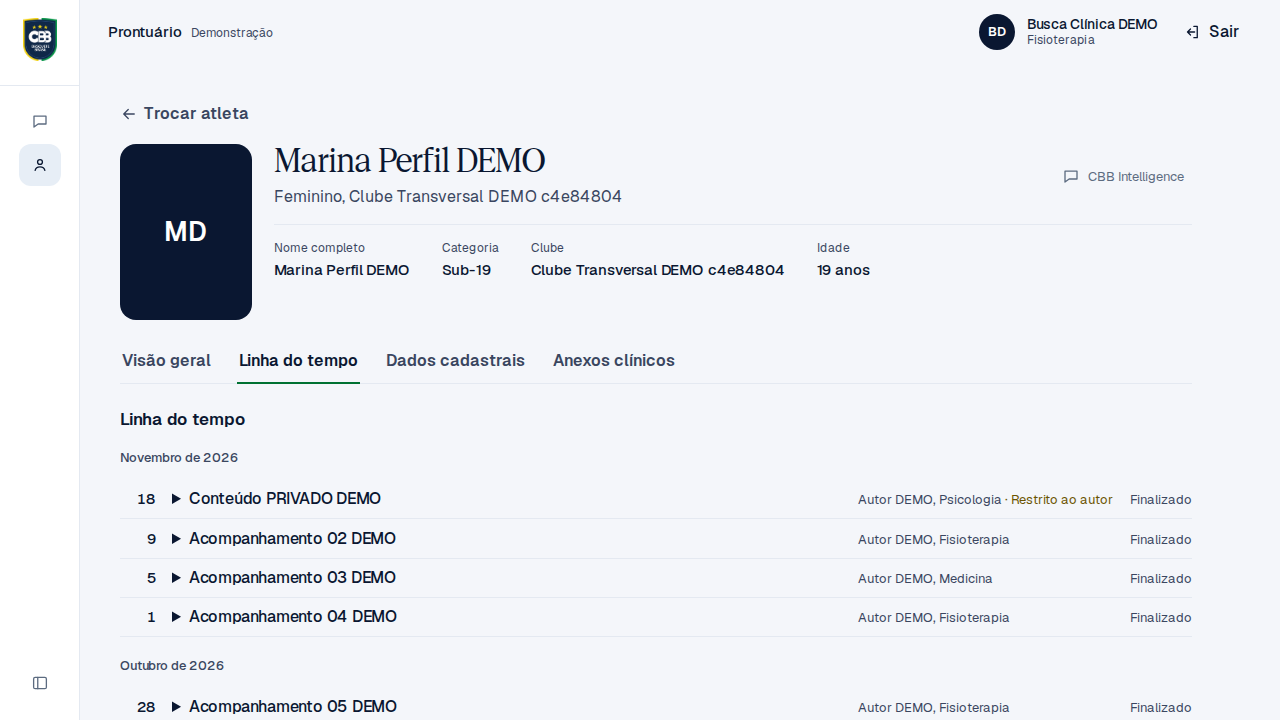 CBB
Prontuário Demonstração
BD
Busca Clínica DEMO
Fisioterapia
Sair
Trocar atleta
MD
Marina Perfil DEMO
Feminino, Clube Transversal DEMO c4e84804
CBB Intelligence
Nome completo Categoria Clube Idade
Marina Perfil DEMO Sub-19 Clube Transversal DEMO c4e84804 19 anos
Visão geral Linha do tempo Dados cadastrais Anexos clínicos
Linha do tempo
Novembro de 2026
18 Conteúdo PRIVADO DEMO Autor DEMO, Psicologia · Restrito ao autor Finalizado
9 Acompanhamento 02 DEMO Autor DEMO, Fisioterapia Finalizado
5 Acompanhamento 03 DEMO Autor DEMO, Medicina Finalizado
1 Acompanhamento 04 DEMO Autor DEMO, Fisioterapia Finalizado
Outubro de 2026
28 Acompanhamento 05 DEMO Autor DEMO, Fisioterapia Finalizado